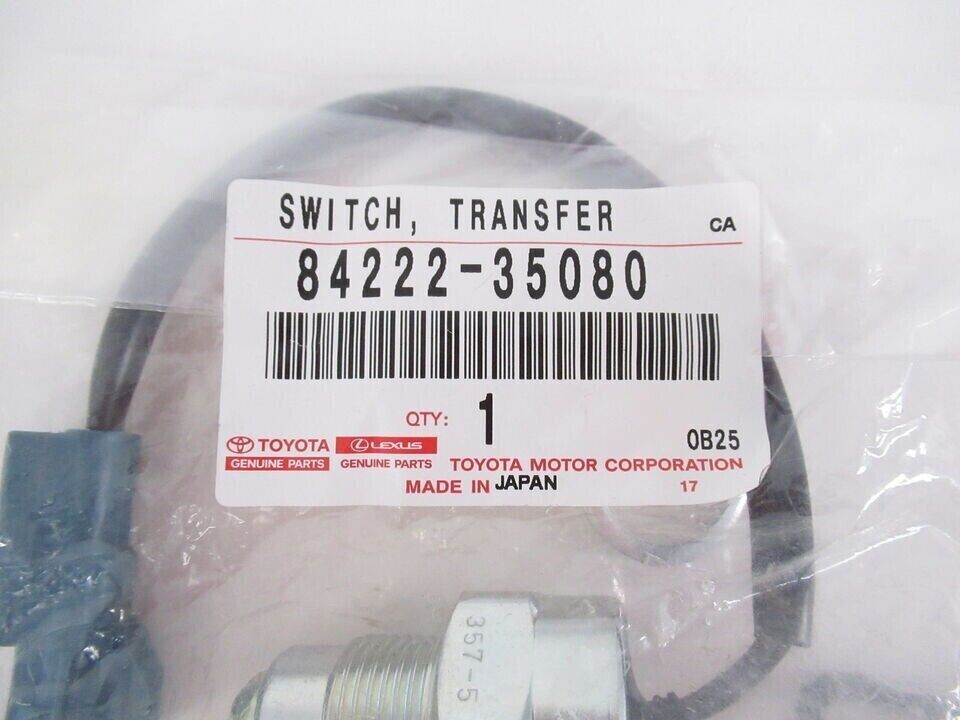 SWITCH, TRANSFER CA
84222-35080
QTY: 1
0B25
TOYOTA LEXUS
GENUINE PARTS GENUINE PARTS TOYOTA MOTOR CORPORATION
MADE IN JAPAN 17
357-5